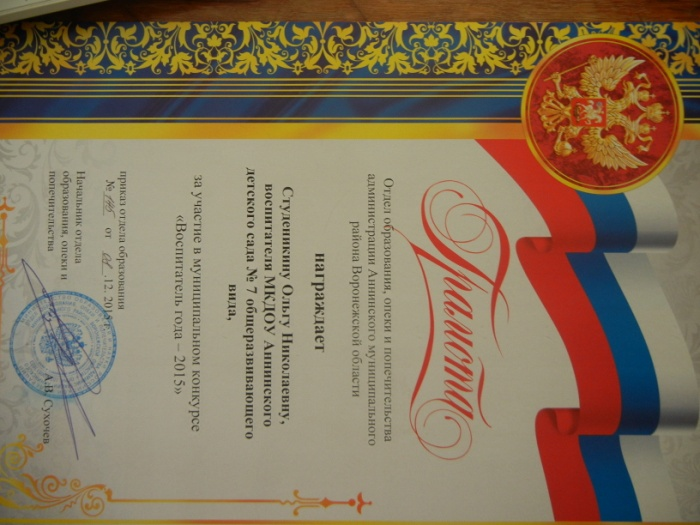 Грамота
Отдел образования, опеки и попечительства
администрации Аннинского муниципального
района Воронежской области
награждает
Студеникину Ольгу Николаевну,
воспитателя МКДОУ Аннинского
детского сада № 7 общеразвивающего
вида,
за участие в муниципальном конкурсе
«Воспитатель года – 2015»
приказ отдела образования
№ от .12.
Начальник отдела
образования, опеки и
попечительства
А.В. Сухочев